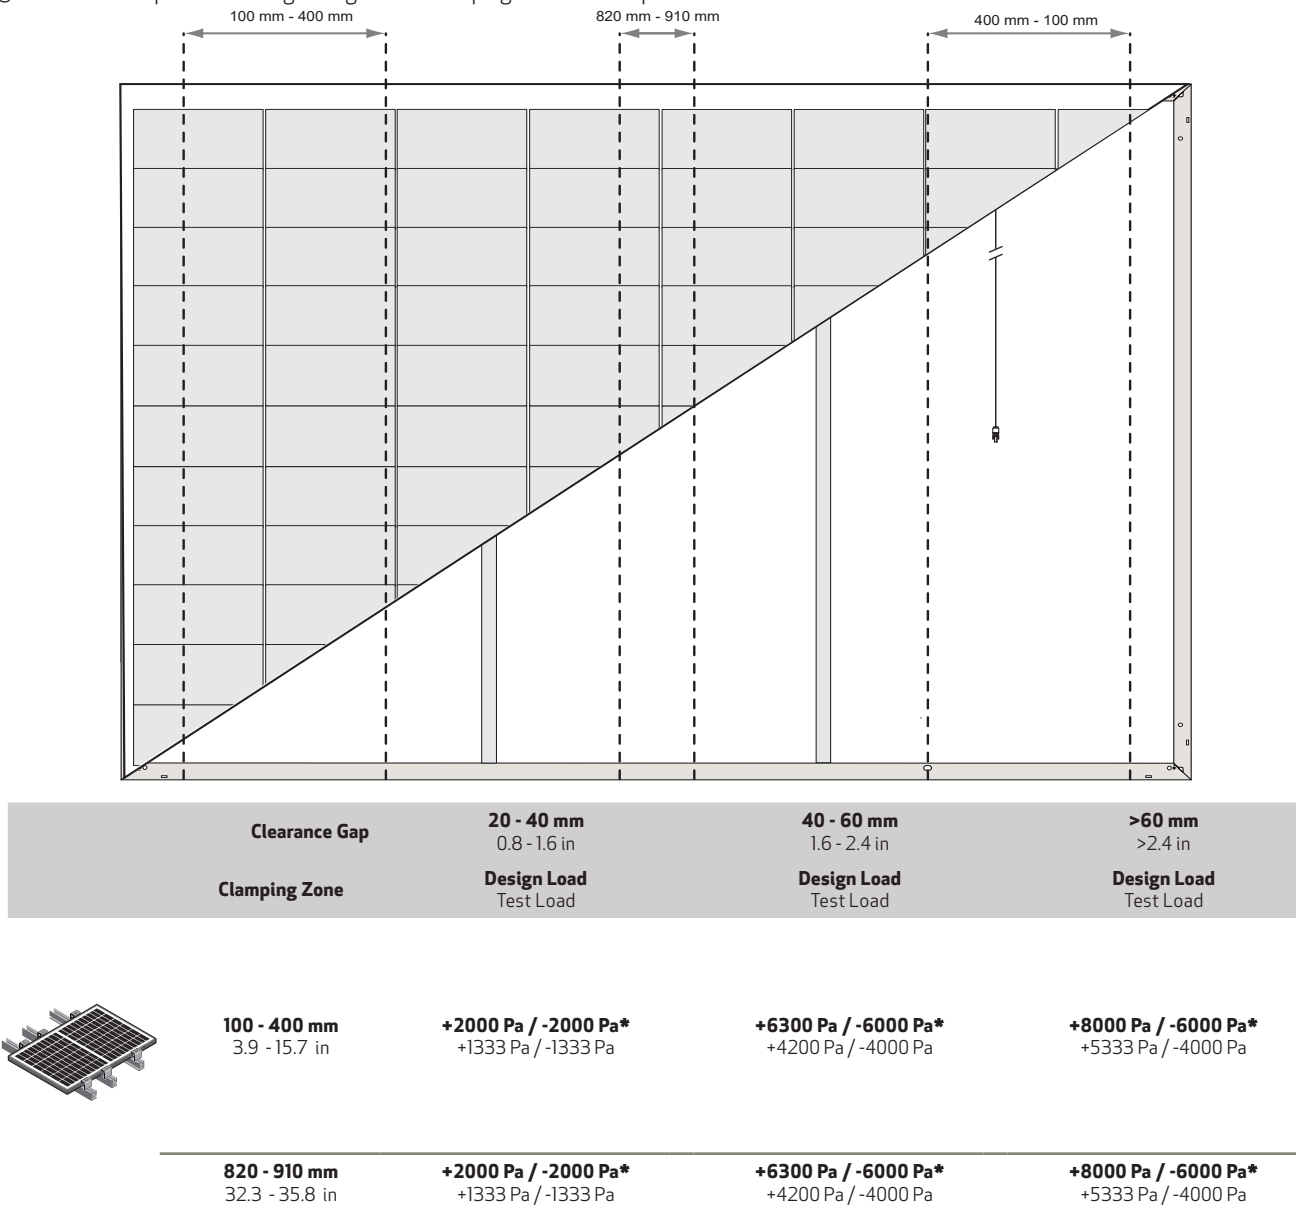 100 mm - 400 mm 820 mm - 910 mm 400 mm - 100 mm
Clearance Gap 20 - 40 mm 40 - 60 mm >60 mm
0.8 - 1.6 in 1.6 - 2.4 in >2.4 in
Clamping Zone Design Load Design Load Design Load
Test Load Test Load Test Load
100 - 400 mm +2000 Pa / -2000 Pa* +6300 Pa / -6000 Pa* +8000 Pa / -6000 Pa*
3.9 - 15.7 in +1333 Pa / -1333 Pa +4200 Pa / -4000 Pa +5333 Pa / -4000 Pa
820 - 910 mm +2000 Pa / -2000 Pa* +6300 Pa / -6000 Pa* +8000 Pa / -6000 Pa*
32.3 - 35.8 in +1333 Pa / -1333 Pa +4200 Pa / -4000 Pa +5333 Pa / -4000 Pa